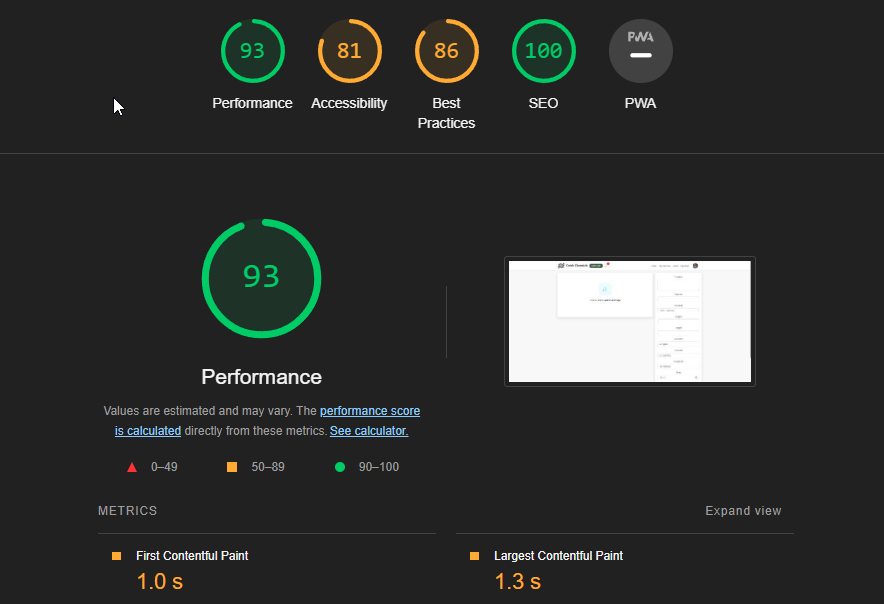 93
81
86
100
PWA
Performance
Accessibility
Best
Practices
SEO
PWA
93
Performance
Values are estimated and may vary. The performance score
is calculated directly from these metrics. See calculator.
0–49
50–89
90–100
METRICS
Expand view
First Contentful Paint
Largest Contentful Paint
1.0 s
1.3 s